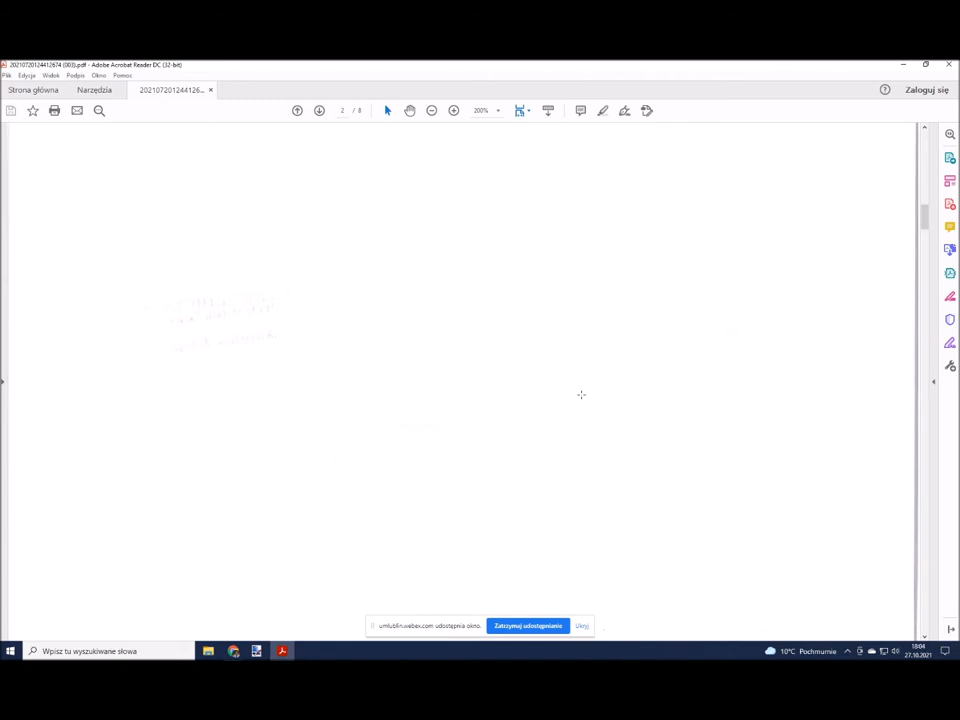 20210720124412674 (003).pdf - Adobe Acrobat Reader DC (32-bit)
Plik Edycja Widok Podpis Okno Pomoc
Strona główna Narzędzia 202107201244126... × Zaloguj się
2 / 8 200%
umlublin.webex.com udostępnia okno. Zatrzymaj udostępnianie Ukryj
Wpisz tu wyszukiwane słowa 10°C Pochmurnie 18:04
27.10.2021